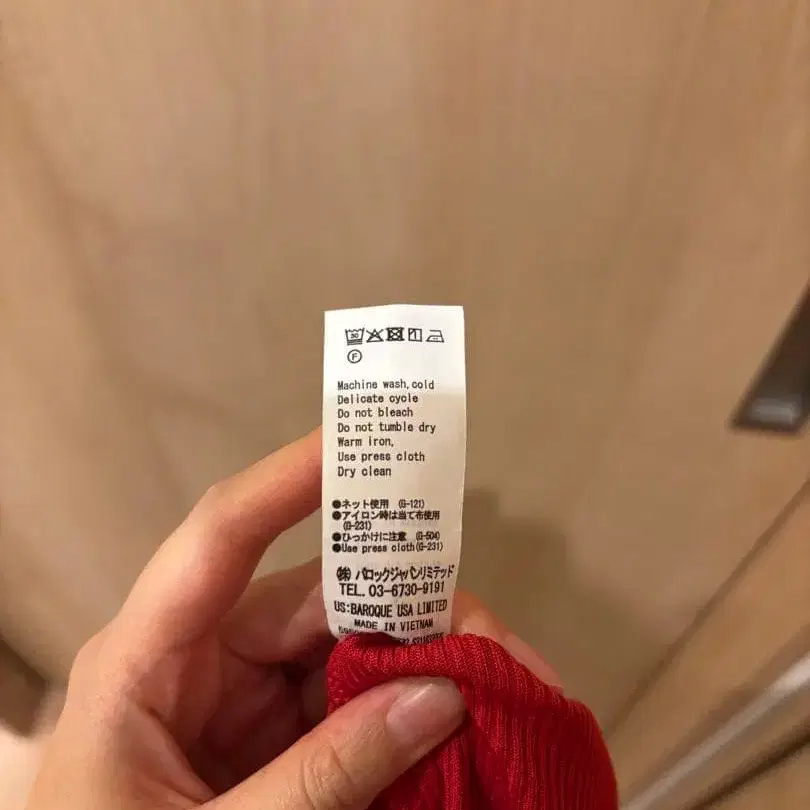 30
F
Machine wash, cold
Delicate cycle
Do not bleach
Do not tumble dry
Warm iron,
Use press cloth
Dry clean
●ネット使用 (G-121)
●アイロン時は当て布使用
(G-231)
●ひっかけに注意 (G-504)
●Use press cloth(G-231)
㈱バロックジャパンリミテッド
TEL. 03-6730-9191
US:BAROQUE USA LIMITED
MADE IN VIETNAM